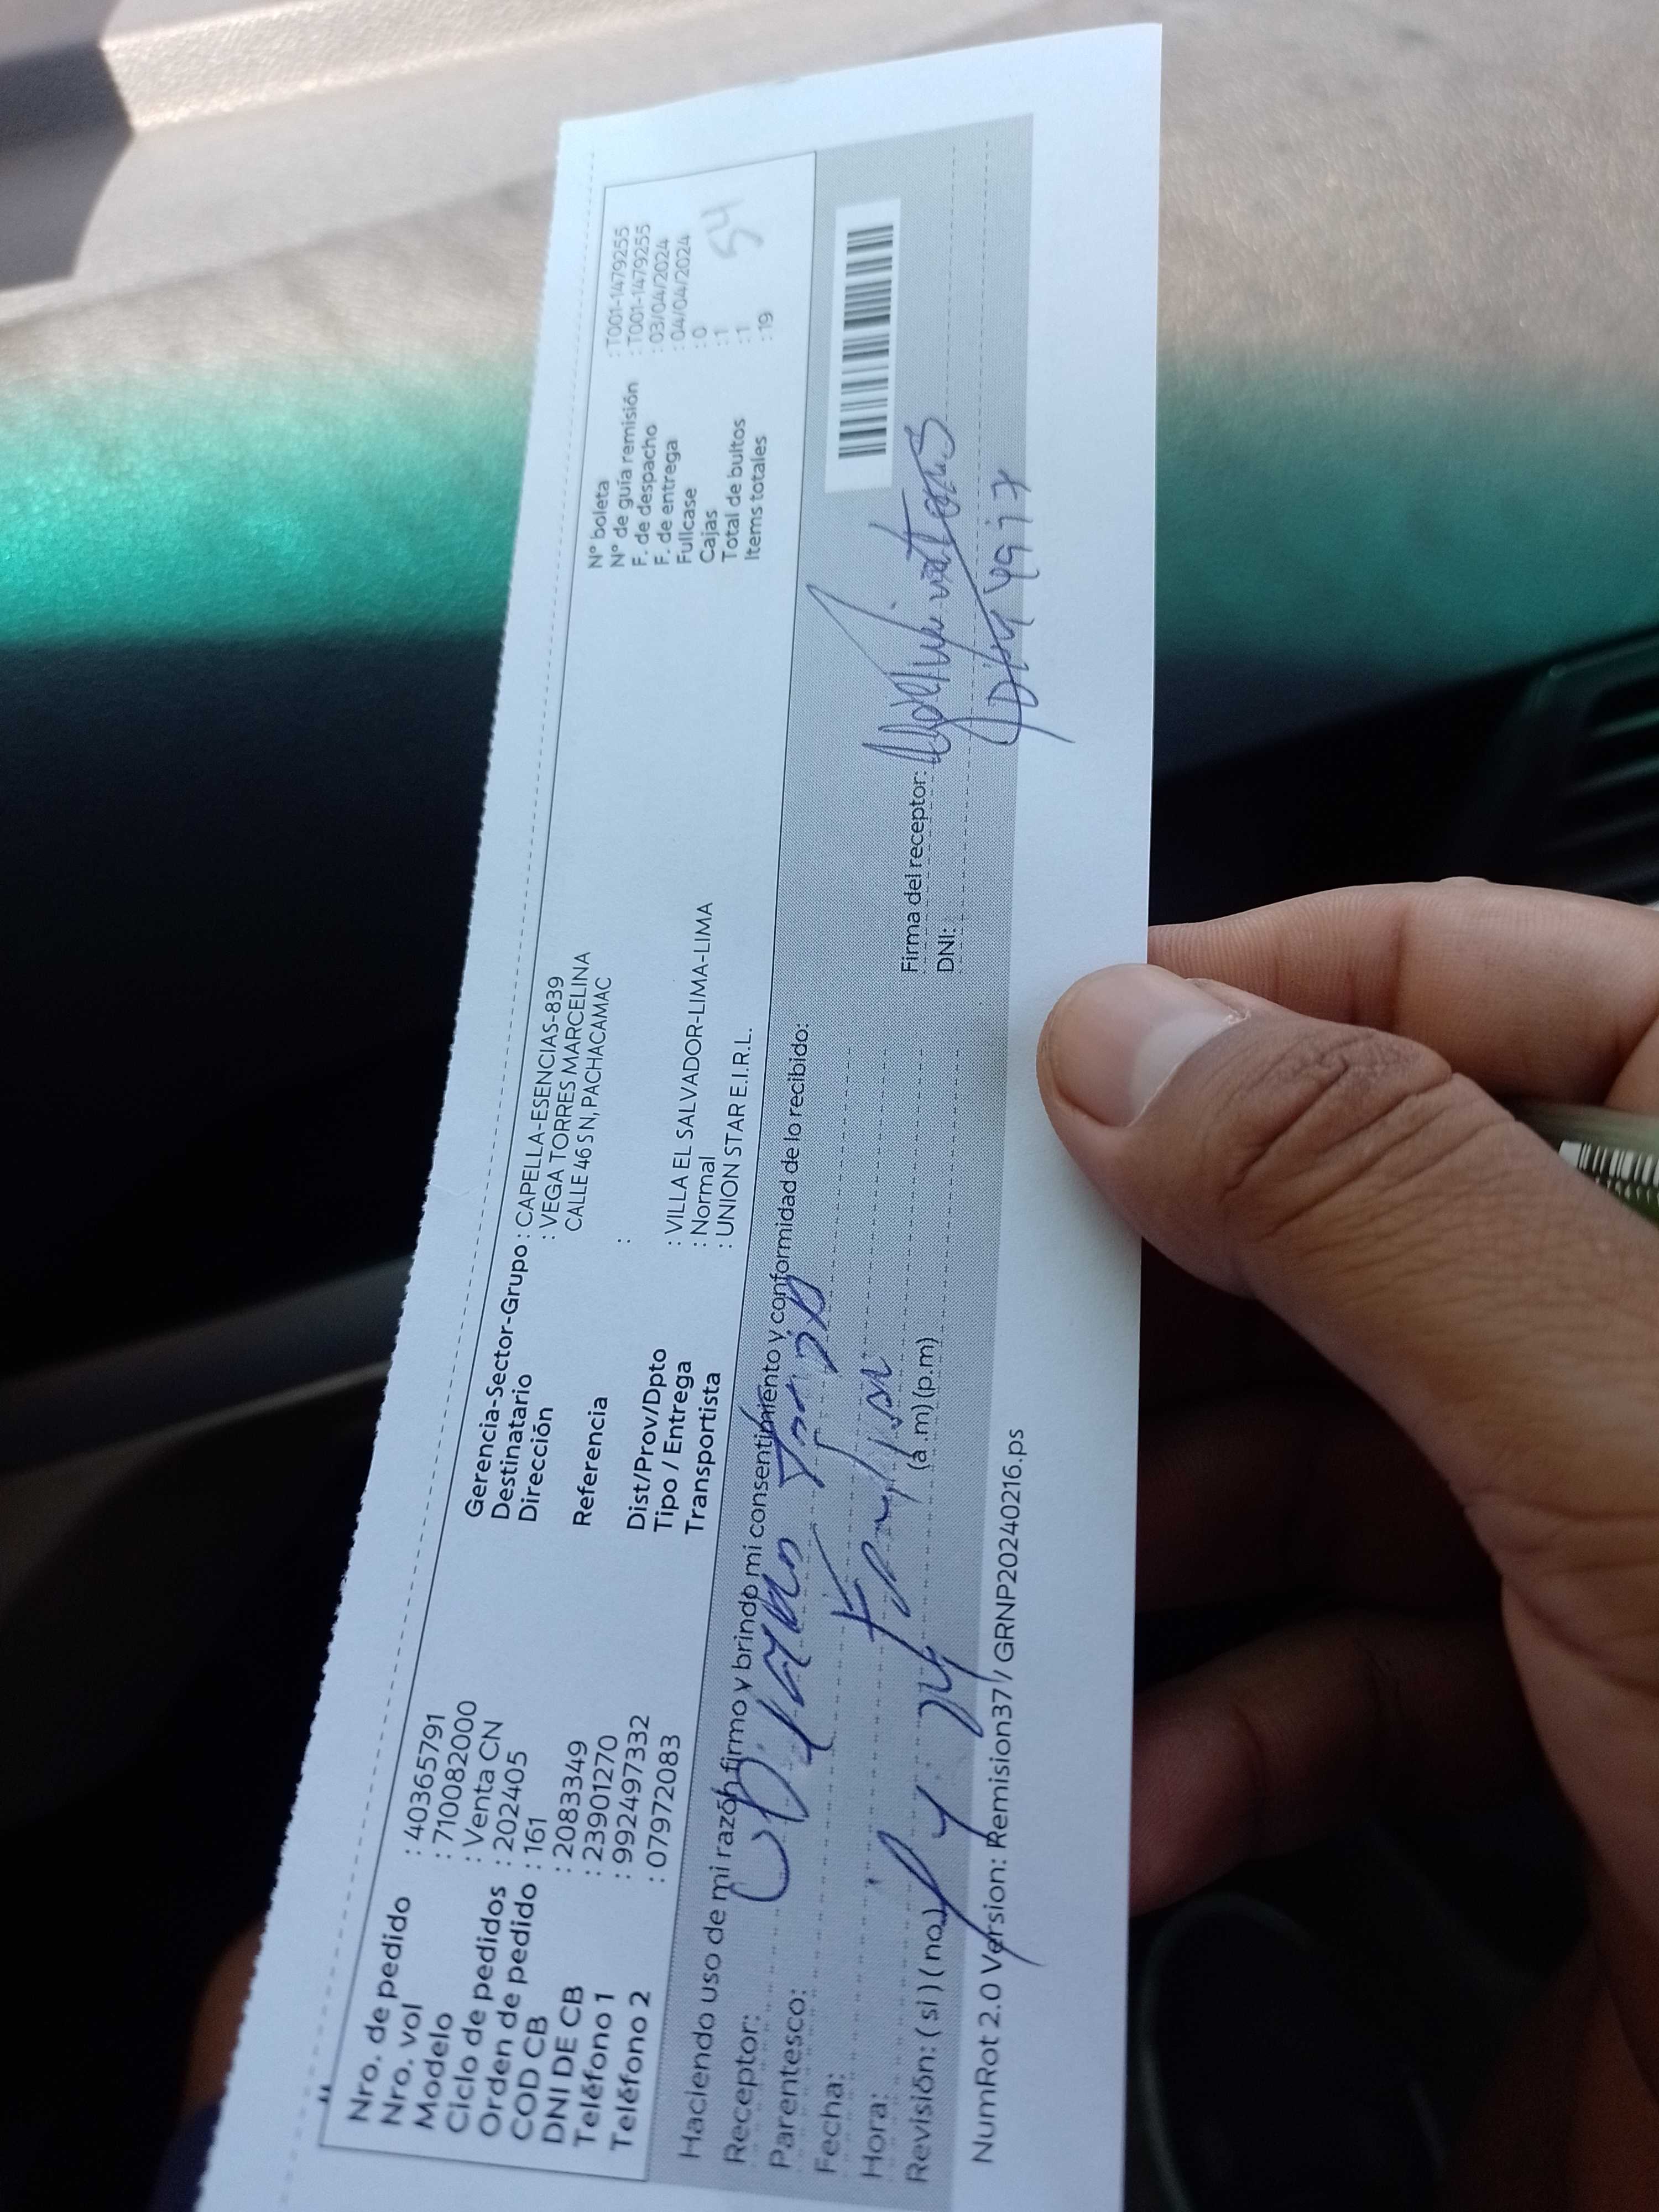 Nro. de pedido : 40365791
Nro. vol : 710082000
Modelo : Venta CN
Ciclo de pedidos : 202405
Orden de pedido : 161
COD CB : 2083349
DNI DE CB : 23901270
Teléfono 1 : 992497332
Teléfono 2 : 07972083
Gerencia-Sector-Grupo : CAPELLA-ESENCIAS-839
Destinatario : VEGA TORRES MARCELINA
Dirección CALLE 46 SN, PACHACAMAC
Referencia :
Dist/Prov/Dpto : VILLA EL SALVADOR-LIMA-LIMA
Tipo / Entrega : Normal
Transportista : UNION STAR E.I.R.L.
N° boleta : T001-1479255
N° de guía remisión : T001-1479255
F. de despacho : 03/04/2024
F. de entrega : 04/04/2024
Fullcase : 0
Cajas : 1
Total de bultos : 1
Items totales : 19
54
Haciendo uso de mi razón firmo y brindo mi consentimiento y conformidad de lo recibido:
Receptor:
Parentesco:
Fecha:
Hora: (a.m) (p.m)
Revisión: ( si ) ( no )
Firma del receptor:
DNI:
NumRot 2.0 Version: Remision37 / GRNP20240216.ps